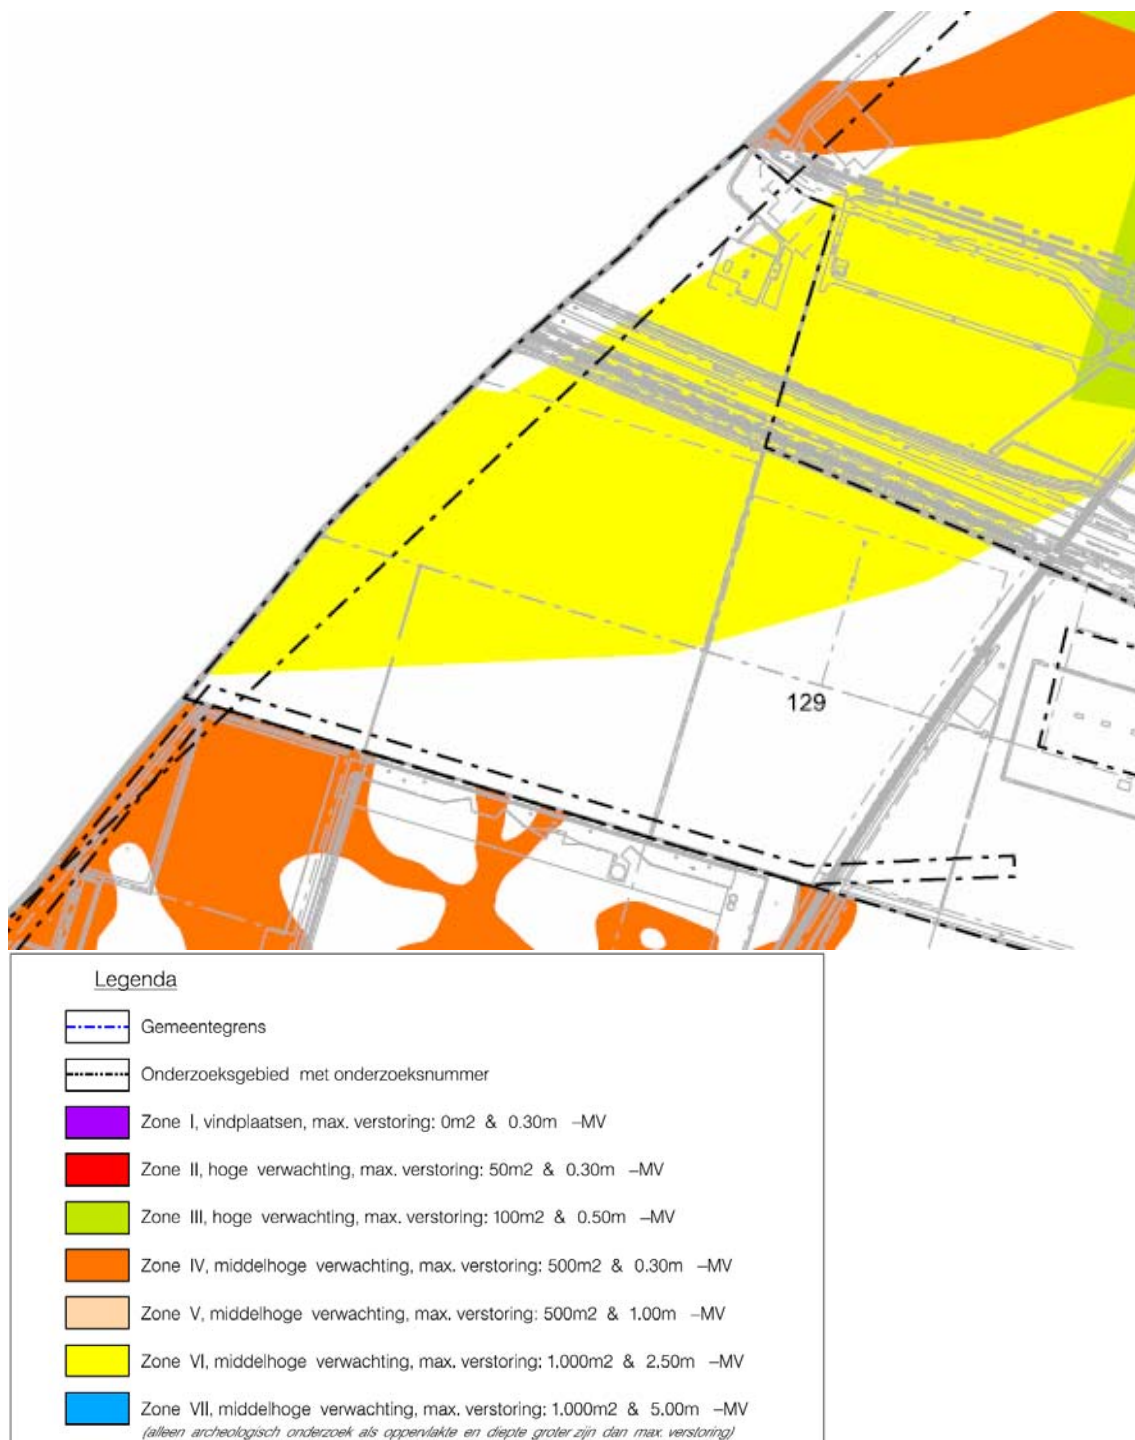 129
Legenda
Gemeentegrens
Onderzoeksgebied met onderzoeksnummer
Zone I, vindplaatsen, max. verstoring: 0m2 & 0.30m -MV
Zone II, hoge verwachting, max. verstoring: 50m2 & 0.30m -MV
Zone III, hoge verwachting, max. verstoring: 100m2 & 0.50m -MV
Zone IV, middelhoge verwachting, max. verstoring: 500m2 & 0.30m -MV
Zone V, middelhoge verwachting, max. verstoring: 500m2 & 1.00m -MV
Zone VI, middelhoge verwachting, max. verstoring: 1.000m2 & 2.50m -MV
Zone VII, middelhoge verwachting, max. verstoring: 1.000m2 & 5.00m -MV
(alleen archeologisch onderzoek als oppervlakte en diepte groter zijn dan max. verstoring)